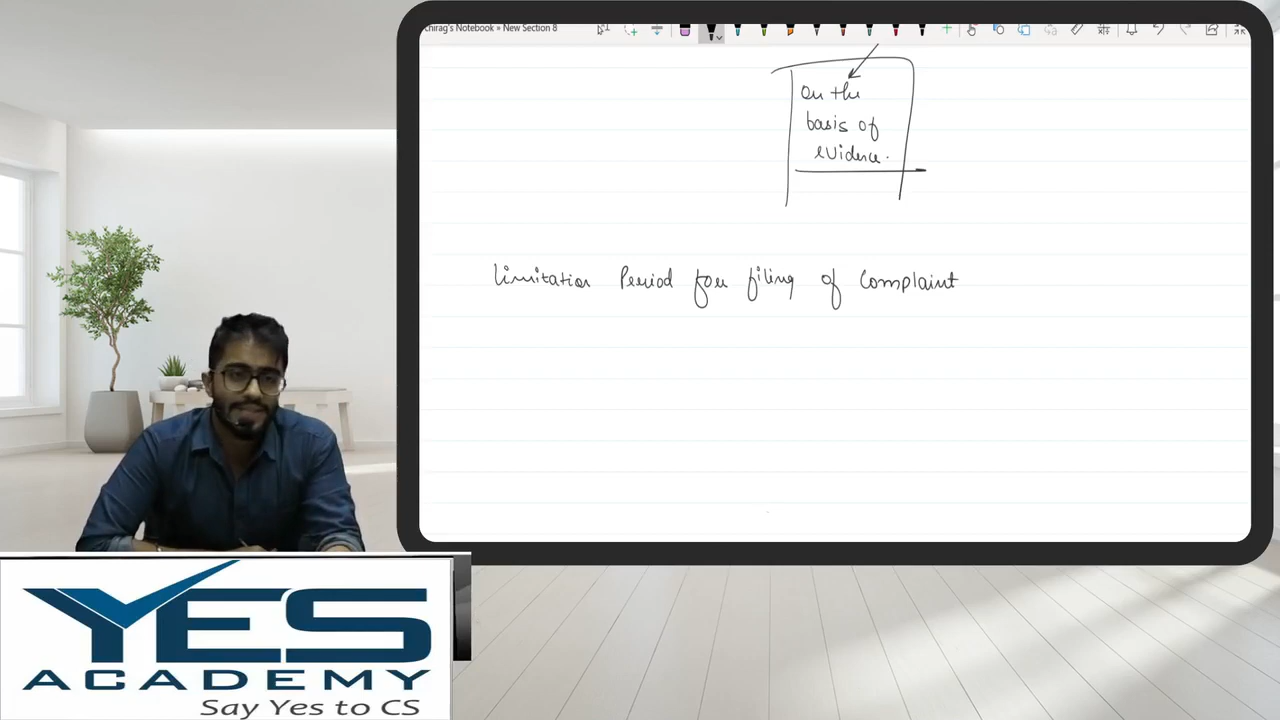 chirag's Notebook » New Section 8
On the
basis of
evidence.
Limitation Period for filing of Complaint
YES
ACADEMY
Say Yes to CS